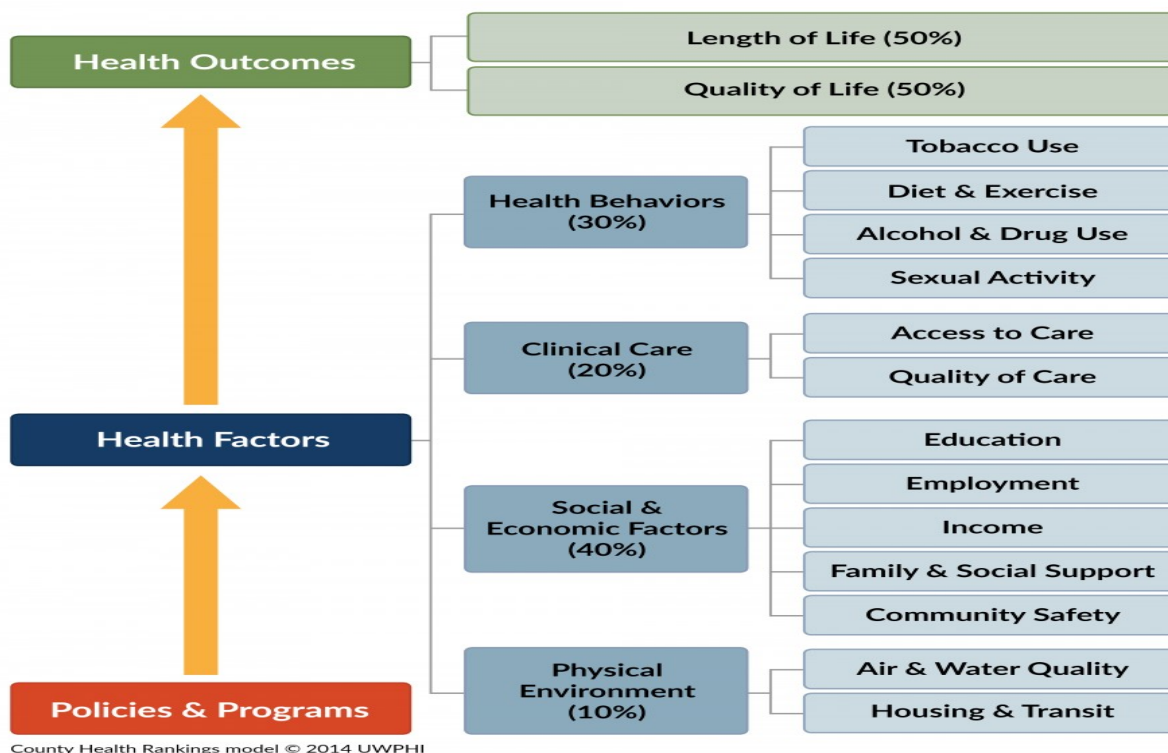 Health Outcomes
Length of Life (50%)
Quality of Life (50%)
Health Factors
Health Behaviors
(30%)
Tobacco Use
Diet & Exercise
Alcohol & Drug Use
Sexual Activity
Clinical Care
(20%)
Access to Care
Quality of Care
Social &
Economic Factors
(40%)
Education
Employment
Income
Family & Social Support
Community Safety
Physical
Environment
(10%)
Air & Water Quality
Housing & Transit
Policies & Programs
County Health Rankings model © 2014 UWPHI